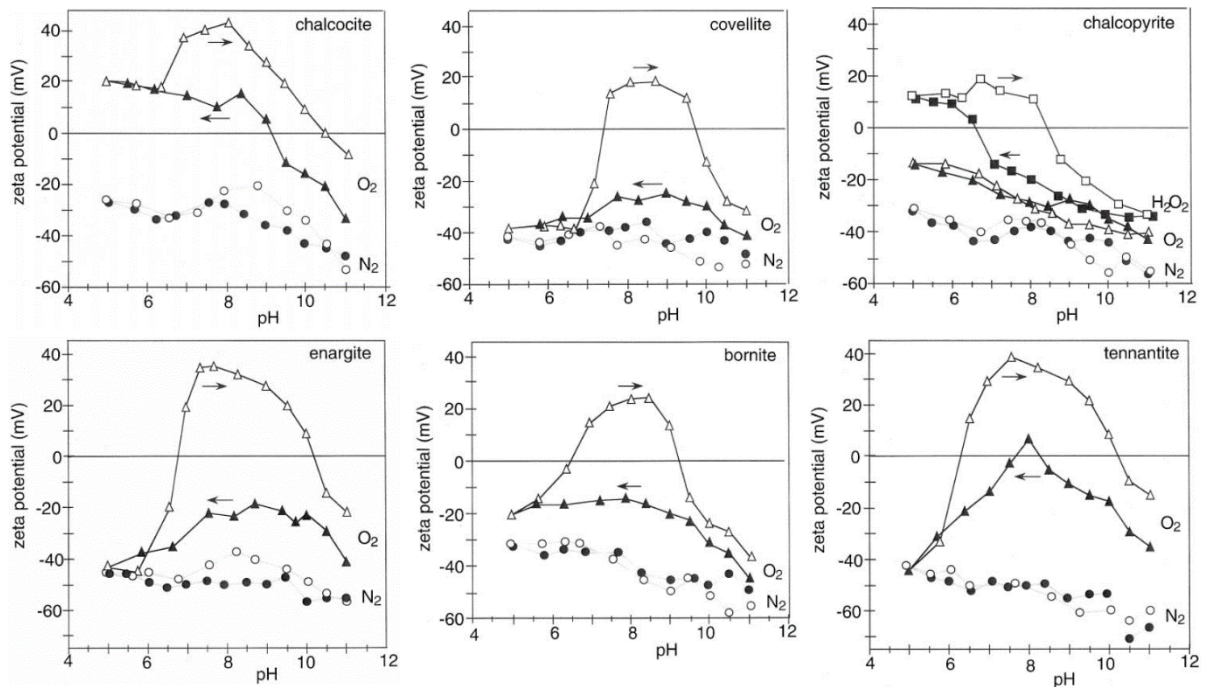 chalcocite
zeta potential (mV)
40
20
0
-20
-40
-60
O2
N2
4 6 8 10 12
pH
covellite
zeta potential (mV)
40
20
0
-20
-40
-60
O2
N2
4 6 8 10 12
pH
chalcopyrite
zeta potential (mV)
40
20
0
-20
-40
-60
H2O2
O2
N2
4 6 8 10 12
pH
enargite
zeta potential (mV)
40
20
0
-20
-40
-60
O2
N2
4 6 8 10 12
pH
bornite
zeta potential (mV)
40
20
0
-20
-40
-60
O2
N2
4 6 8 10 12
pH
tennantite
zeta potential (mV)
40
20
0
-20
-40
-60
O2
N2
4 6 8 10 12
pH